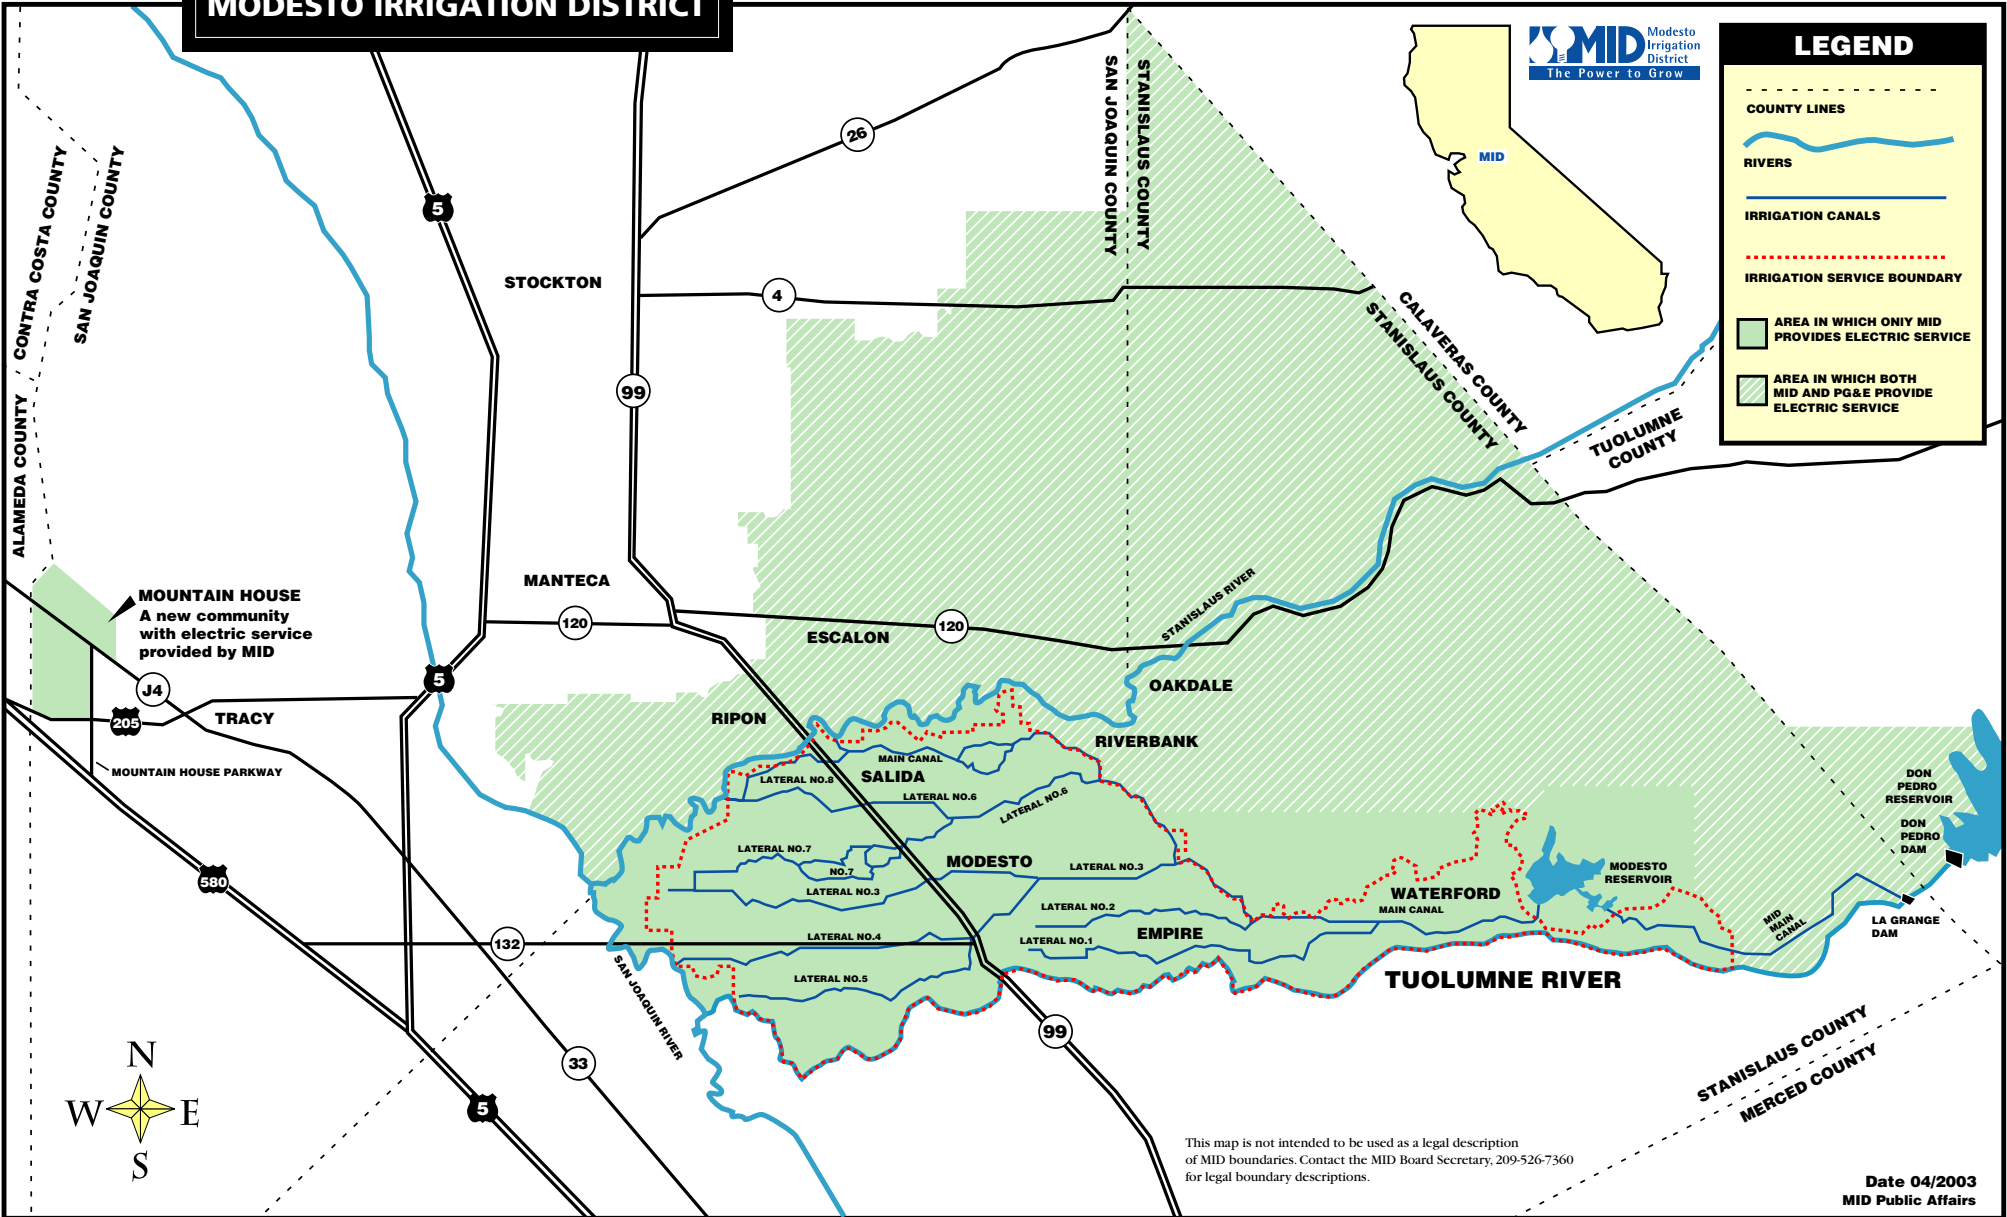 MODESTO IRRIGATION DISTRICT
MID
Modesto
Irrigation
District
The Power to Grow
LEGEND
COUNTY LINES
RIVERS
IRRIGATION CANALS
IRRIGATION SERVICE BOUNDARY
AREA IN WHICH ONLY MID
PROVIDES ELECTRIC SERVICE
AREA IN WHICH BOTH
MID AND PG&E PROVIDE
ELECTRIC SERVICE
MID
CONTRA COSTA COUNTY
SAN JOAQUIN COUNTY
ALAMEDA COUNTY
SAN JOAQUIN COUNTY
STANISLAUS COUNTY
CALAVERAS COUNTY
STANISLAUS COUNTY
TUOLUMNE
COUNTY
5
26
STOCKTON
4
99
MOUNTAIN HOUSE
A new community
with electric service
provided by MID
MANTECA
120
ESCALON
120
STANISLAUS RIVER
J4
205
TRACY
5
OAKDALE
RIPON
RIVERBANK
MOUNTAIN HOUSE PARKWAY
MAIN CANAL
SALIDA
LATERAL NO.8
LATERAL NO.6
LATERAL NO.6
LATERAL NO.7
NO.7
MODESTO
LATERAL NO.3
LATERAL NO.3
580
DON
PEDRO
RESERVOIR
DON
PEDRO
DAM
MODESTO
RESERVOIR
WATERFORD
MAIN CANAL
LATERAL NO.2
EMPIRE
LATERAL NO.1
LATERAL NO.4
LATERAL NO.5
132
MID
MAIN
CANAL
LA GRANGE
DAM
SAN JOAQUIN RIVER
TUOLUMNE RIVER
99
33
5
STANISLAUS COUNTY
MERCED COUNTY
N
W
E
S
This map is not intended to be used as a legal description
of MID boundaries. Contact the MID Board Secretary, 209-526-7360
for legal boundary descriptions.
Date 04/2003
MID Public Affairs